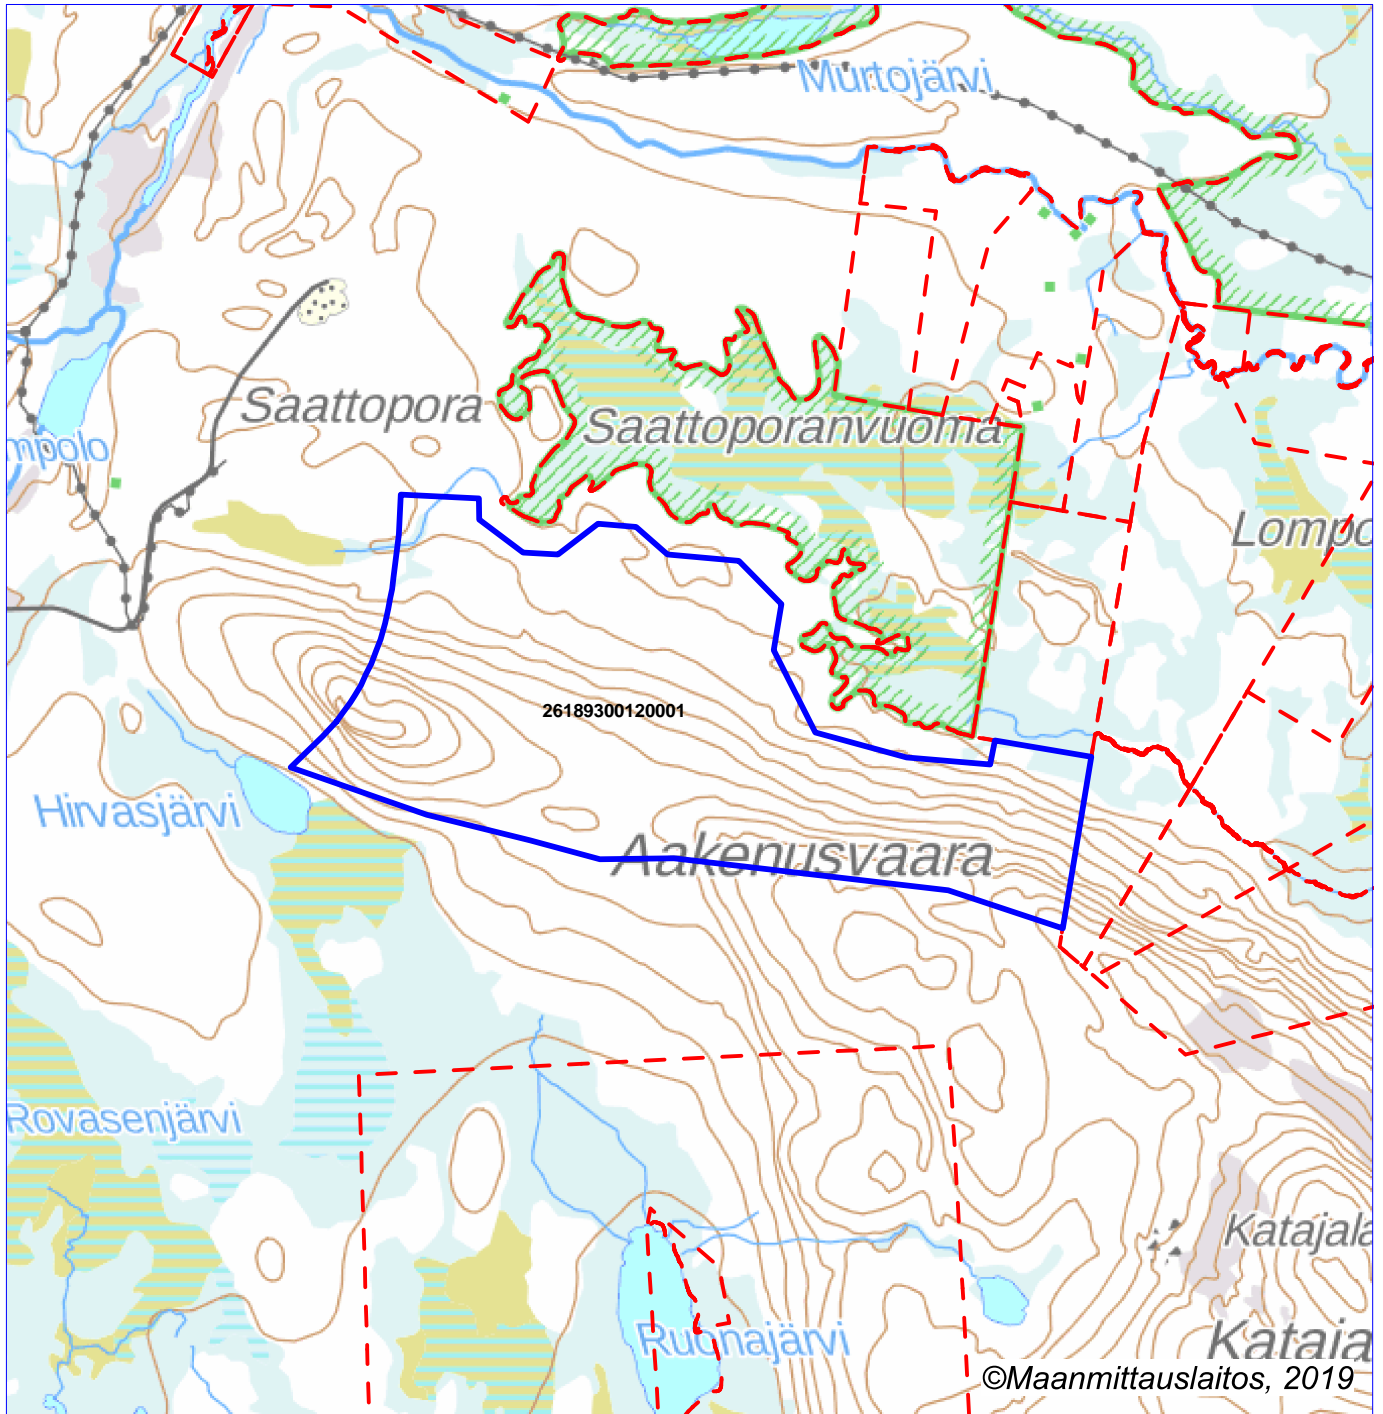 Murtojärvi
Saattopora
Saattoporanvuoma
mpolo
Lompo
26189300120001
Hirvasjärvi
Aakenusvaara
Rovasenjärvi
Katajala
Ruonajärvi
Kataja
©Maanmittauslaitos, 2019